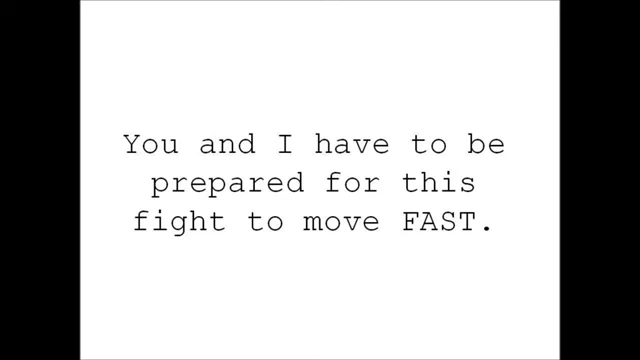 You and I have to be
prepared for this
fight to move FAST.